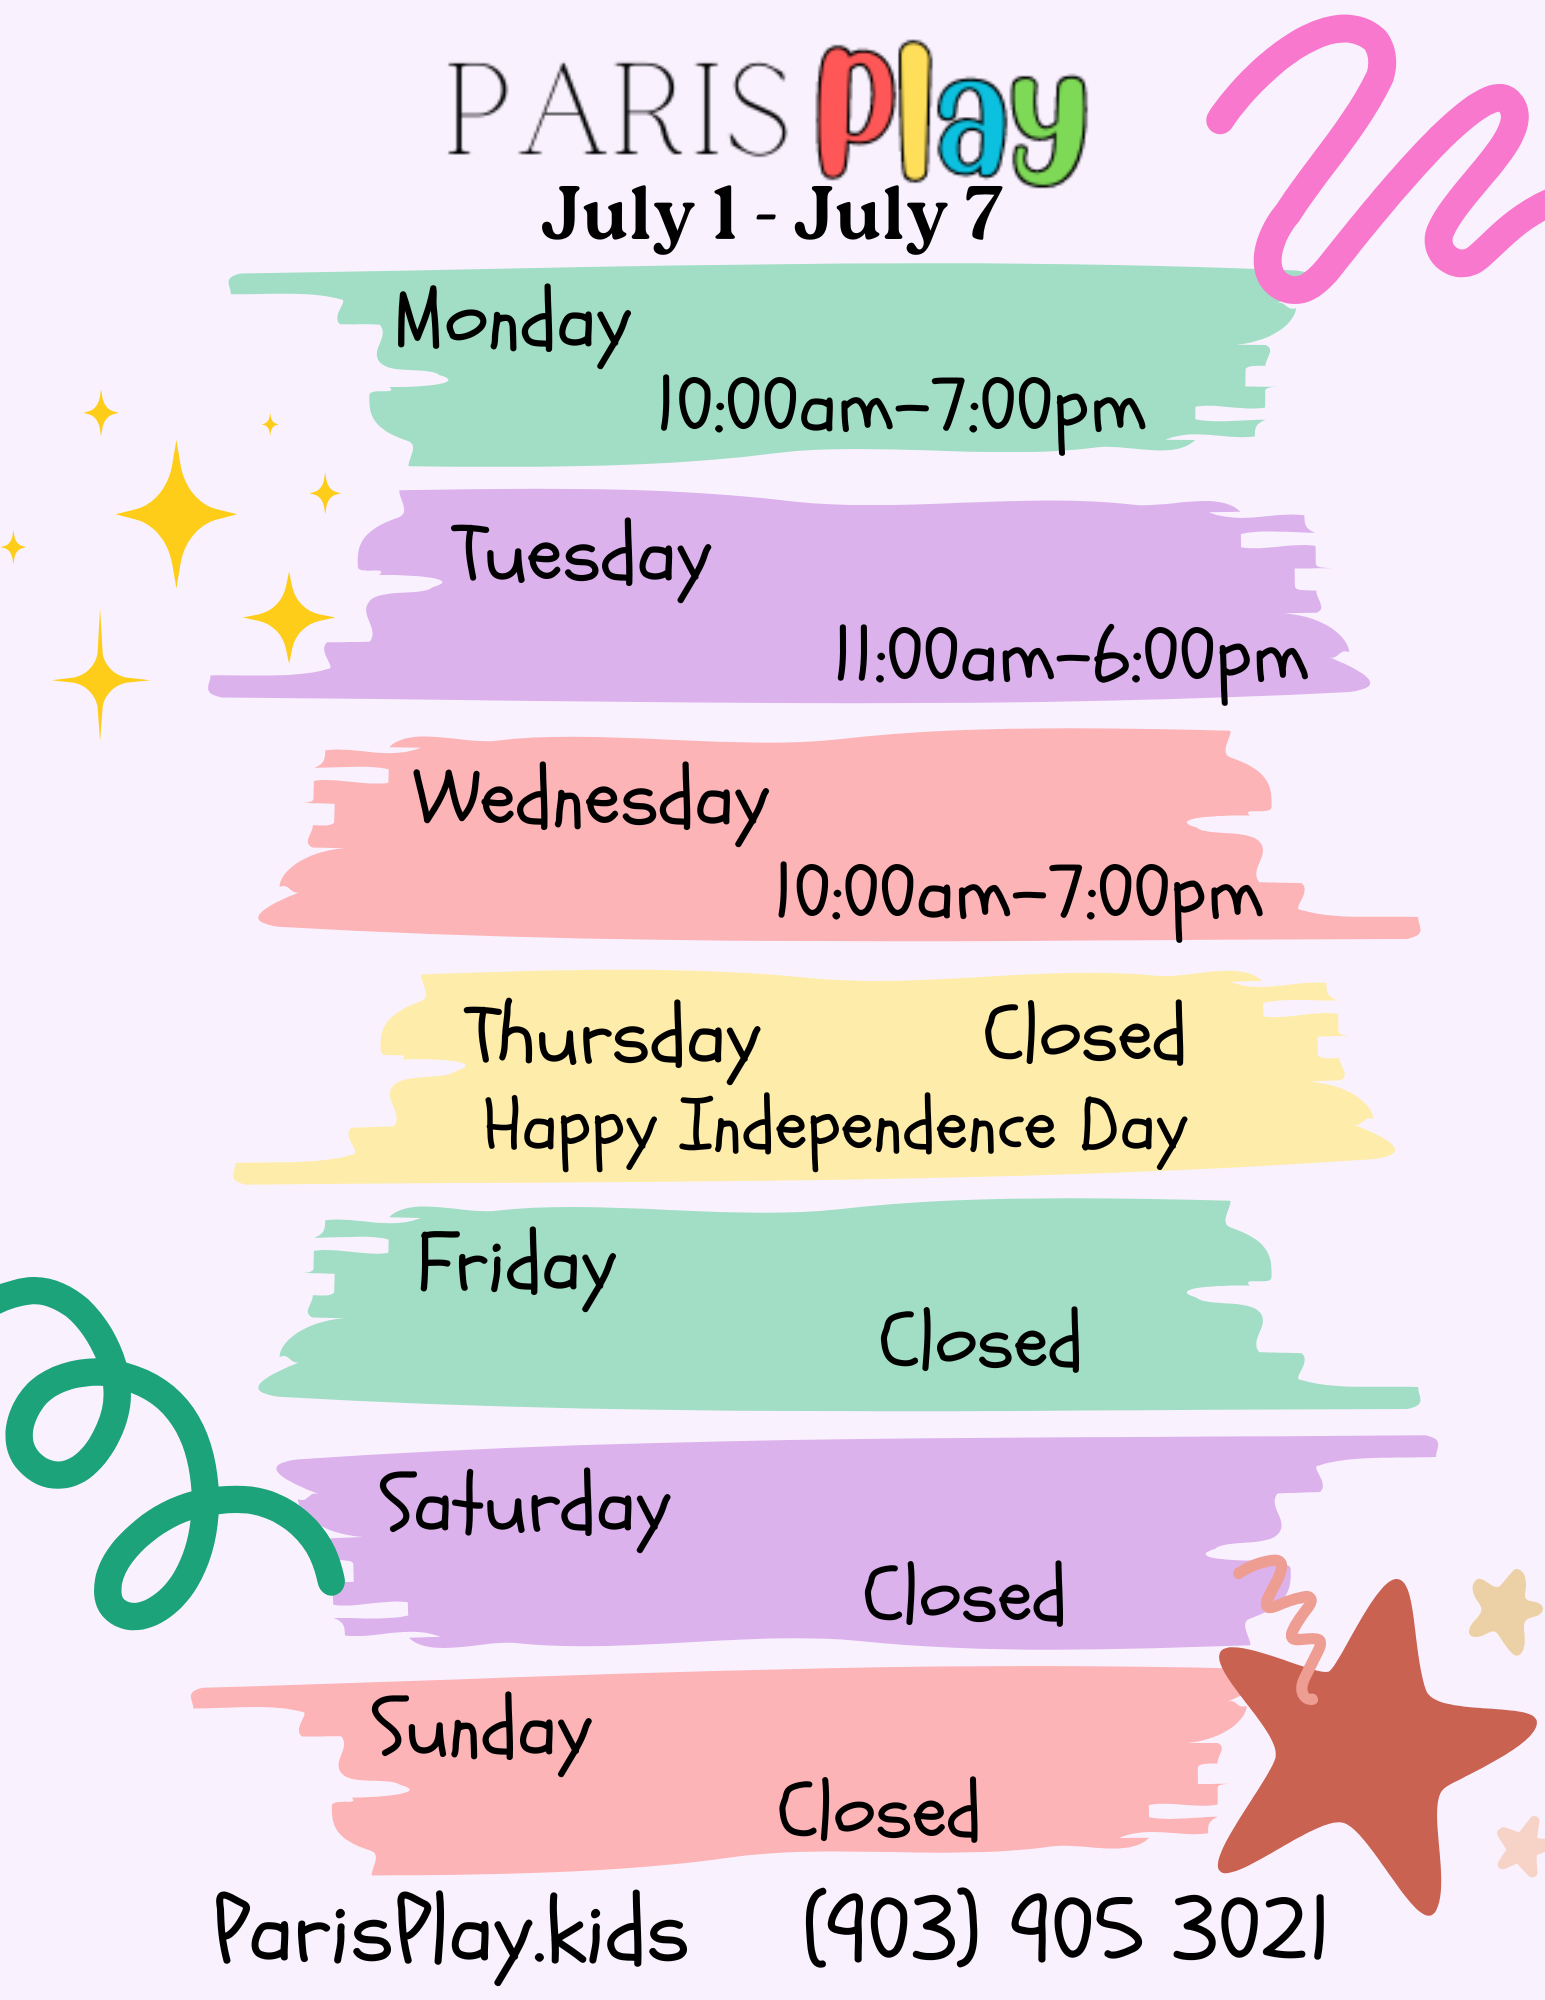 PARIS Play
July 1 - July 7
Monday
10:00am-7:00pm
Tuesday
11:00am-6:00pm
Wednesday
10:00am-7:00pm
Thursday Closed
Happy Independence Day
Friday
Closed
Saturday
Closed
Sunday
Closed
ParisPlay.kids (903) 905 3021